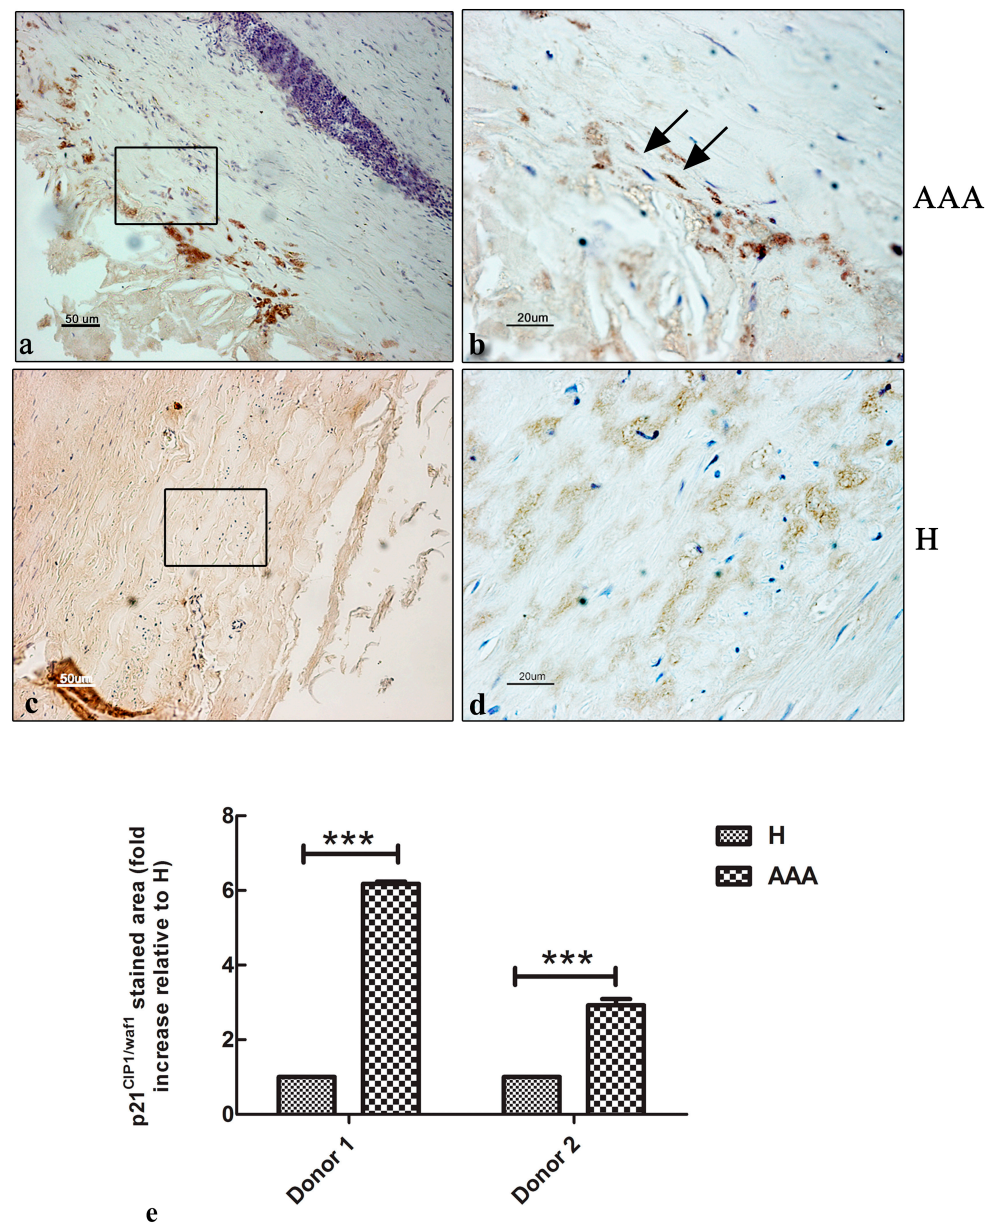 50 um
a
20um
b
AAA
50um
c
20um
d
H
p21CIP1/waf1 stained area (fold
increase relative to H)
8
6
4
2
0
***
***
H
AAA
Donor 1
Donor 2
e